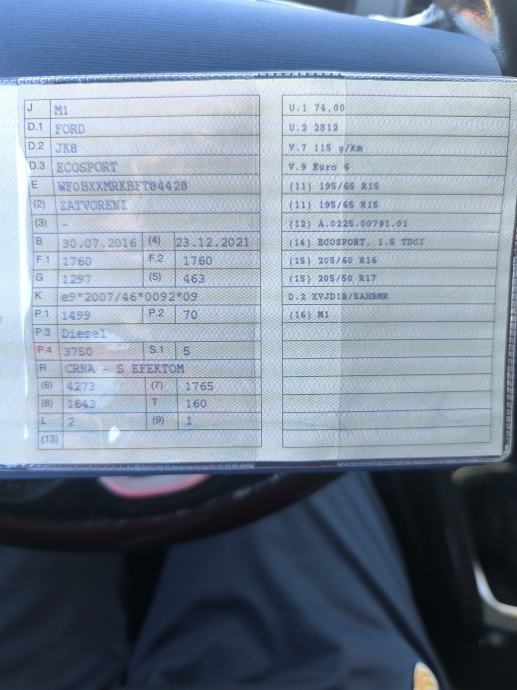 J M1
D.1 FORD
D.2 JK8
D.3 ECOSPORT
E WF0BXXMRKBFT84428
(2) ZATVORENI
(3) -
B 30.07.2016 (4) 23.12.2021
F.1 1760 F.2 1760
G 1297 (5) 463
K e9*2007/46*0092*09
P.1 1499 P.2 70
P.3 Diesel
P.4 3750 S.1 5
R CRNA - S EFEKTOM
(6) 4273 (7) 1765
(8) 1643 T 160
L 2 (9) 1
(13)
U.1 74,00
U.2 2812
V.7 115 g/km
V.9 Euro 6
(11) 195/65 R15
(11) 195/65 R15
(12) A.0225.00791.01
(14) ECOSPORT, 1.5 TDCI
(15) 205/60 R16
(15) 205/50 R17
D.2 XVJD1B/5AHBMR
(16) M1